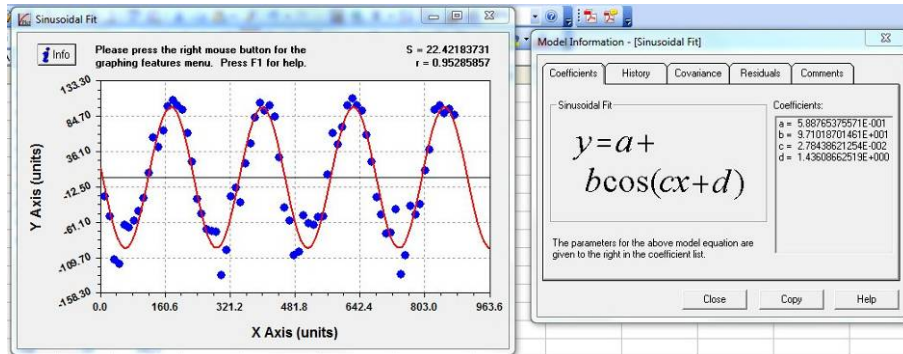 Sinusoidal Fit
Info
Please press the right mouse button for the
graphing features menu. Press F1 for help.
S = 22.42183731
r = 0.95285857
Y Axis (units)
133.30
84.70
36.10
-12.50
-61.10
-109.70
-158.30
0.0 160.6 321.2 481.8 642.4 803.0 963.6
X Axis (units)
Model Information - [Sinusoidal Fit]
Coefficients History Covariance Residuals Comments
Sinusoidal Fit
y=a+
bcos(cx+d)
The parameters for the above model equation are
given to the right in the coefficient list.
Coefficients:
a = 5.88765375571E-001
b = 9.71018701461E+001
c = 2.78438621254E-002
d = 1.43608662519E+000
Close Copy Help